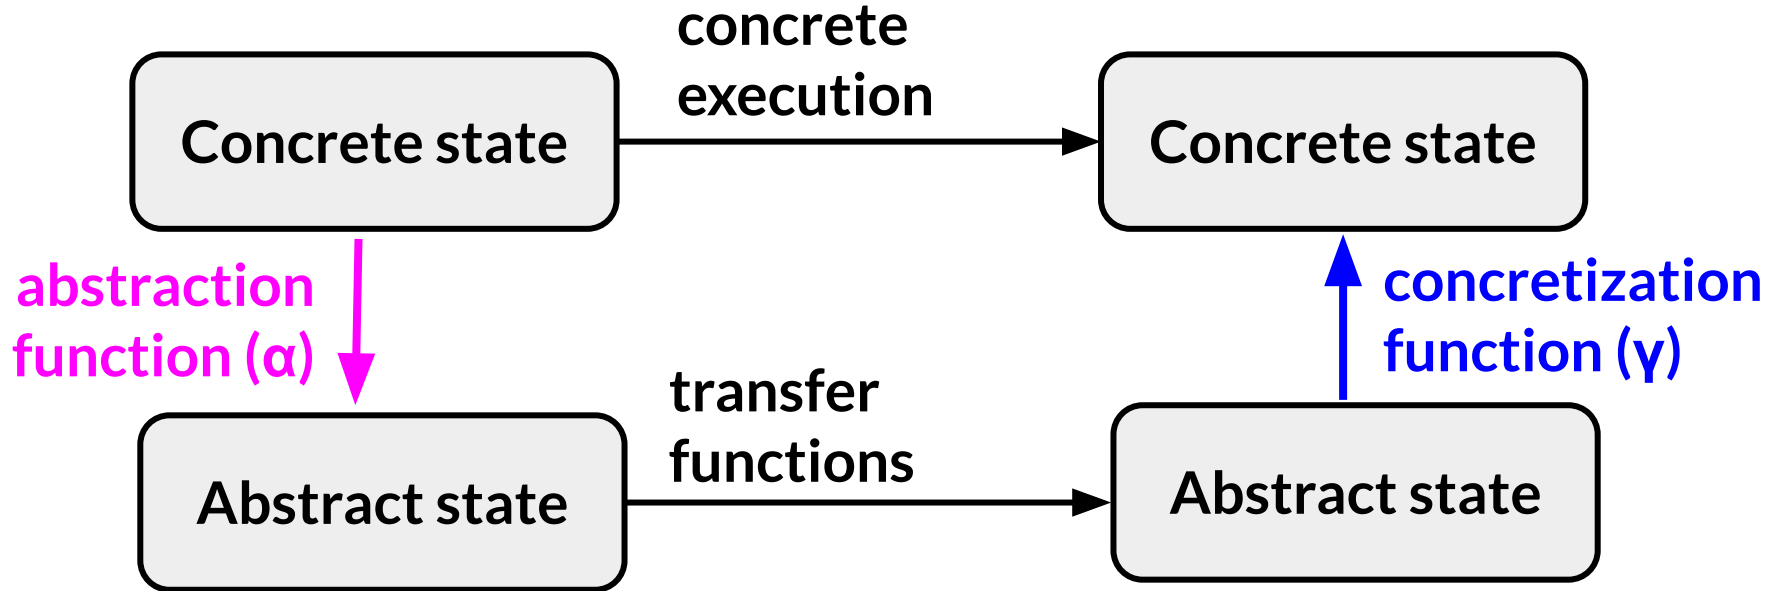 concrete
execution
Concrete state
Concrete state
abstraction
function (α)
concretization
function (γ)
transfer
functions
Abstract state
Abstract state